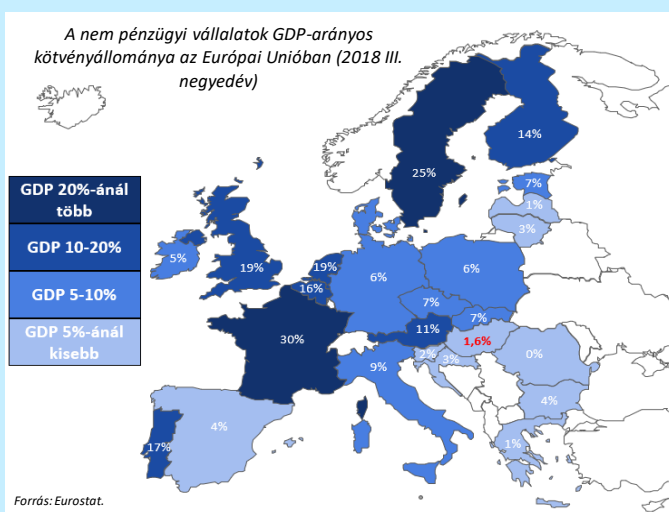 A nem pénzügyi vállalatok GDP-arányos
kötvényállománya az Európai Unióban (2018 III.
negyedév)
14%
25%
GDP 20%-ánál
több
7%
1%
3%
GDP 10-20%
5%
19%
19%
16%
6%
6%
GDP 5-10%
7%
7%
GDP 5%-ánál
kisebb
30%
11%
1,6%
2%
3%
0%
9%
4%
4%
17%
1%
Forrás: Eurostat.